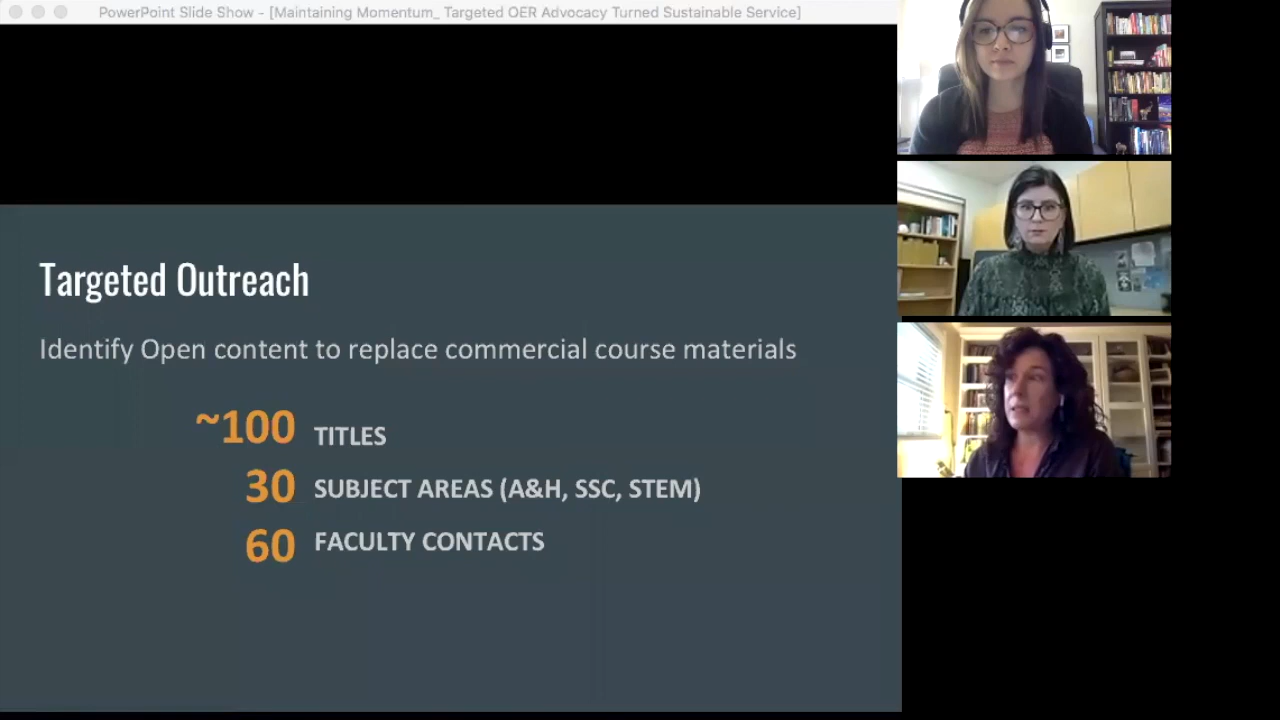 PowerPoint Slide Show - [Maintaining Momentum_ Targeted OER Advocacy Turned Sustainable Service]
Targeted Outreach
Identify Open content to replace commercial course materials
~100 TITLES
30 SUBJECT AREAS (A&H, SSC, STEM)
60 FACULTY CONTACTS